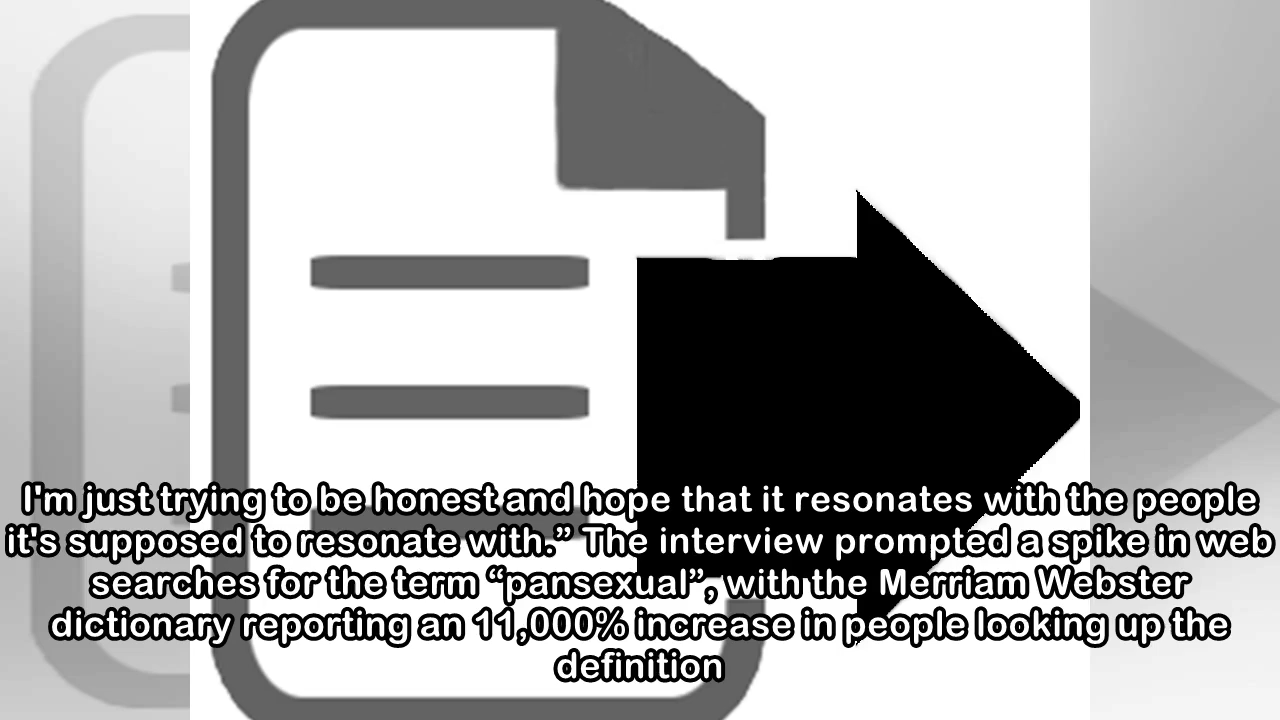 I'm just trying to be honest and hope that it resonates with the people
it's supposed to resonate with.” The interview prompted a spike in web
searches for the term “pansexual”, with the Merriam Webster
dictionary reporting an 11,000% increase in people looking up the
definition